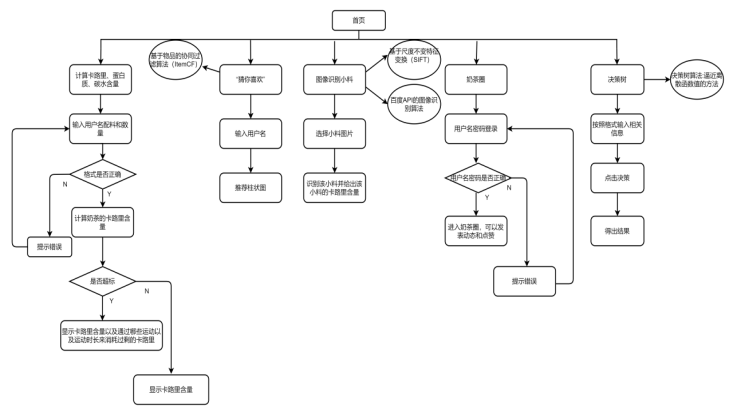 首页
基于物品的协同过
滤算法（ItemCF）
基于尺度不变特征
变换（SIFT）
计算卡路里，蛋白
质，碳水含量
“猜你喜欢”
图像识别小料
奶茶圈
决策树
决策树算法:逼近离
散函数值的方法
百度API的图像识
别算法
输入用户名配料和数
量
输入用户名
选择小料图片
用户名密码登录
按照格式输入相关
信息
格式是否正确
N
Y
推荐柱状图
识别该小料并给出该
小料的卡路里含量
用户名密码是否正确
Y
N
点击决策
计算奶茶的卡路里含
量
进入奶茶圈，可以发
表动态和点赞
得出结果
提示错误
是否超标
N
Y
提示错误
显示卡路里含量以及通过哪些运动以
及运动时长来消耗过剩的卡路里
显示卡路里含量